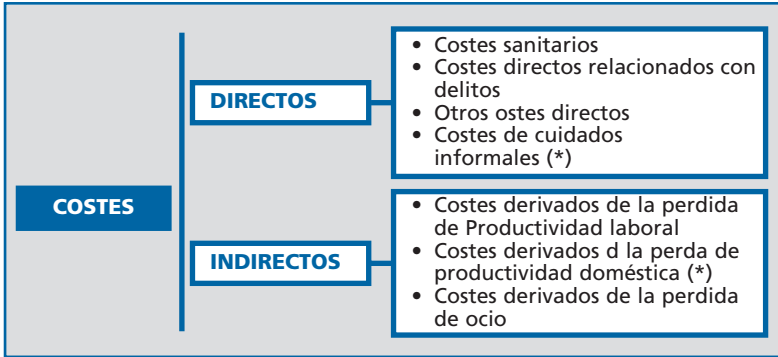 COSTES
DIRECTOS
• Costes sanitarios
• Costes directos relacionados con
delitos
• Otros ostes directos
• Costes de cuidados
informales (*)
INDIRECTOS
• Costes derivados de la perdida
de Productividad laboral
• Costes derivados d la perda de
productividad doméstica (*)
• Costes derivados de la perdida
de ocio